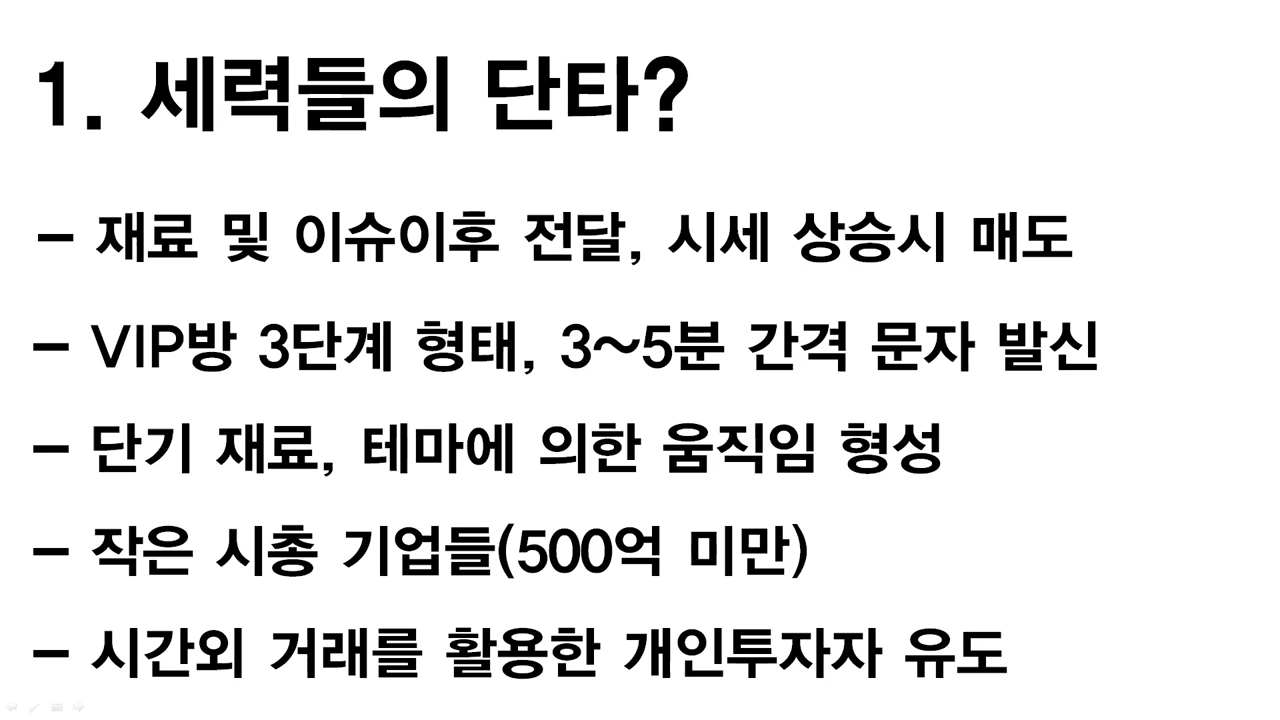 1. 세력들의 단타?
- 재료 및 이슈이후 전달, 시세 상승시 매도
- VIP방 3단계 형태, 3~5분 간격 문자 발신
- 단기 재료, 테마에 의한 움직임 형성
- 작은 시총 기업들(500억 미만)
- 시간외 거래를 활용한 개인투자자 유도